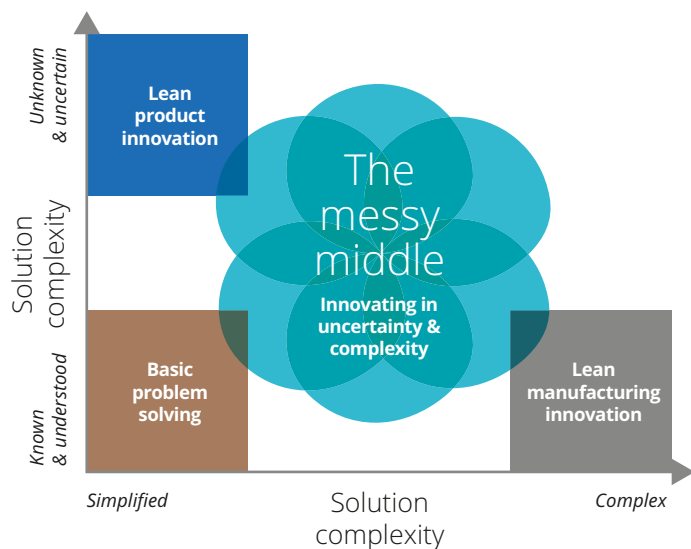 Unknown
& uncertain
Solution
complexity
Known
& understood
Lean
product
innovation
The
messy
middle
Innovating in
uncertainty &
complexity
Basic
problem
solving
Lean
manufacturing
innovation
Simplified
Solution
complexity
Complex